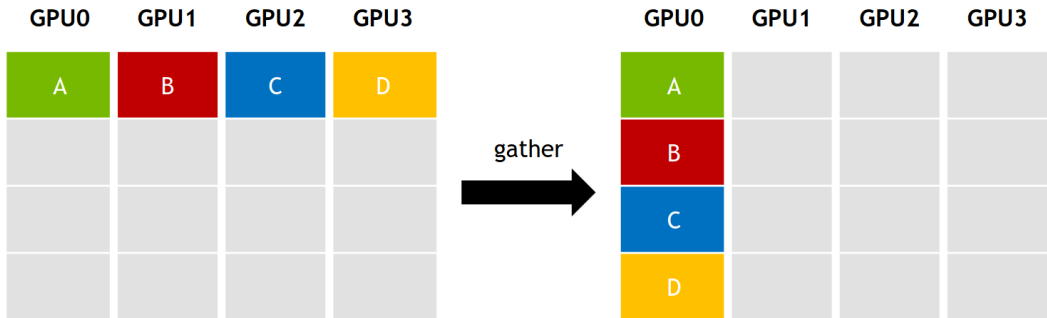 GPU0 GPU1 GPU2 GPU3
A B C D
gather
GPU0 GPU1 GPU2 GPU3
A
B
C
D